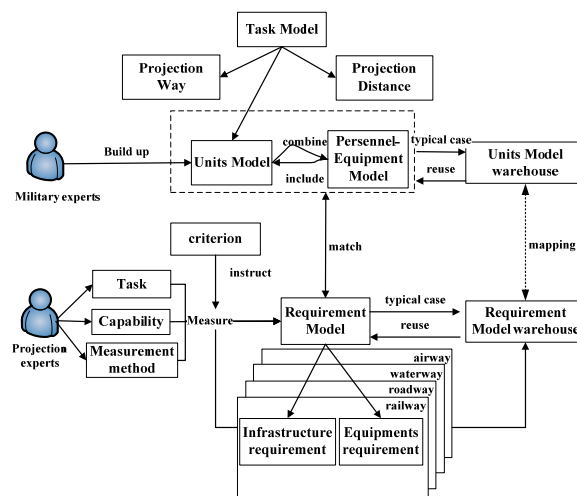 Task Model
Projection
Way
Projection
Distance
Military experts
Build up
Units Model
combine
include
Personnel-
Equipment
Model
typical case
reuse
Units Model
warehouse
criterion
instruct
match
mapping
Projection
experts
Task
Capability
Measurement
method
Measure
Requirement
Model
typical case
reuse
Requirement
Model warehouse
airway
waterway
roadway
railway
Infrastructure
requirement
Equipments
requirement